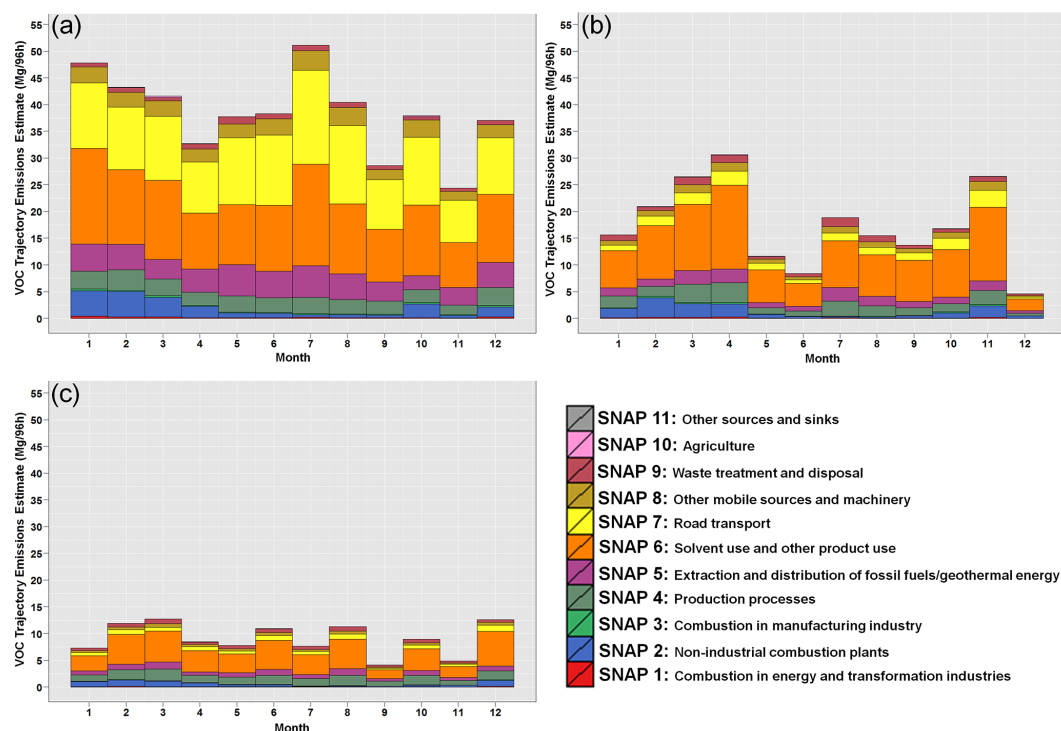 (a)
VOC Trajectory Emissions Estimate (Mg/96h)
55
50
45
40
35
30
25
20
15
10
5
0
1 2 3 4 5 6 7 8 9 10 11 12
Month
(b)
VOC Trajectory Emissions Estimate (Mg/96h)
55
50
45
40
35
30
25
20
15
10
5
0
1 2 3 4 5 6 7 8 9 10 11 12
Month
(c)
VOC Trajectory Emissions Estimate (Mg/96h)
55
50
45
40
35
30
25
20
15
10
5
0
1 2 3 4 5 6 7 8 9 10 11 12
Month
SNAP 11: Other sources and sinks
SNAP 10: Agriculture
SNAP 9: Waste treatment and disposal
SNAP 8: Other mobile sources and machinery
SNAP 7: Road transport
SNAP 6: Solvent use and other product use
SNAP 5: Extraction and distribution of fossil fuels/geothermal energy
SNAP 4: Production processes
SNAP 3: Combustion in manufacturing industry
SNAP 2: Non-industrial combustion plants
SNAP 1: Combustion in energy and transformation industries